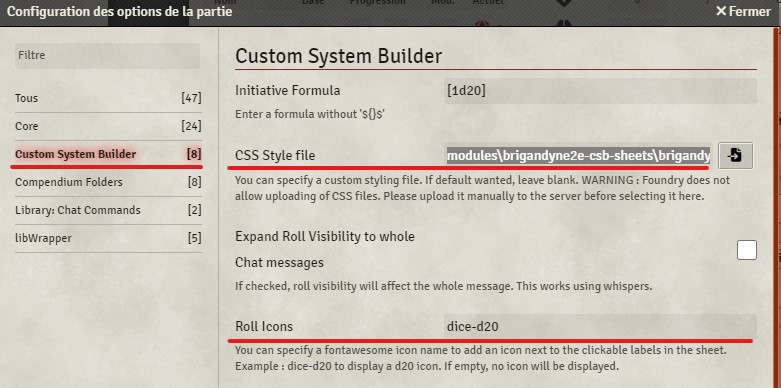 Configuration des options de la partie
Fermer
Nom Base Progression Mod. Actuel
Filtre
Tous [47]
Core [24]
Custom System Builder [8]
Compendium Folders [8]
Library: Chat Commands [2]
libWrapper [5]
Custom System Builder
Initiative Formula [1d20]
Enter a formula without '${}$'
CSS Style file modules\brigandyne2e-csb-sheets\brigandy
You can specify a custom styling file. If default wanted, leave blank. WARNING : Foundry does not
allow uploading of CSS files. Please upload it manually to the server before selecting it here.
Expand Roll Visibility to whole
Chat messages
If checked, roll visibility will affect the whole message. This works using whispers.
Roll Icons dice-d20
You can specify a fontawesome icon name to add an icon next to the clickable labels in the sheet.
Example : dice-d20 to display a d20 icon. If empty, no icon will be displayed.